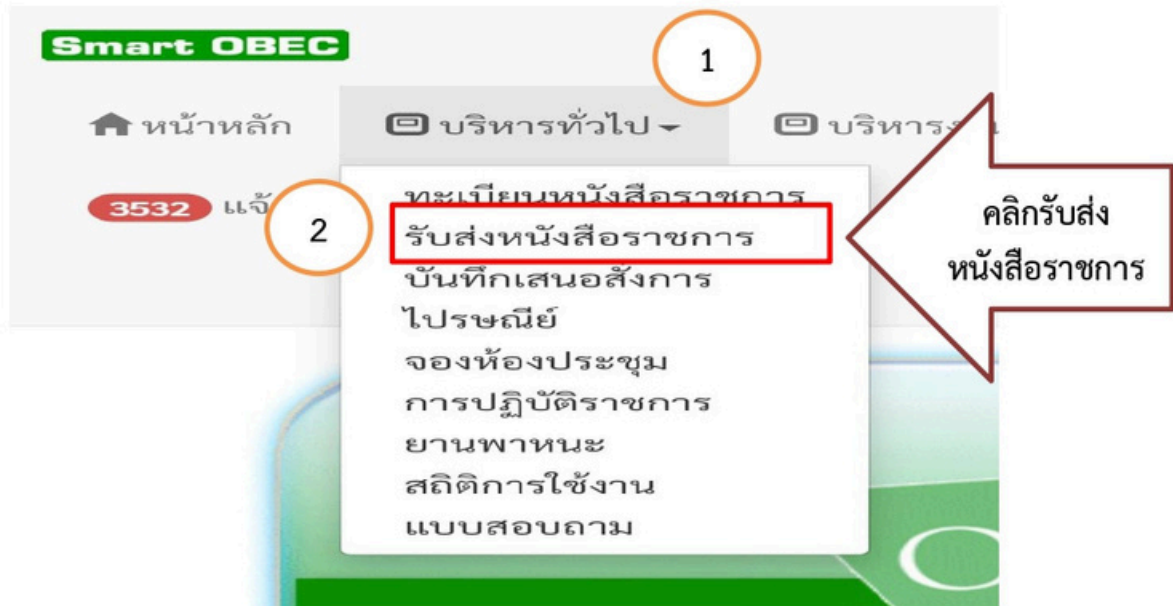 Smart OBEC
1
หน้าหลัก
บริหารทั่วไป
3532
2
ทะเบียนหนังสือราชการ
รับส่งหนังสือราชการ
บันทึกเสนอสั่งการ
ไปรษณีย์
จองห้องประชุม
การปฏิบัติราชการ
ยานพาหนะ
สถิติการใช้งาน
แบบสอบถาม
คลิกรับส่ง
หนังสือราชการ